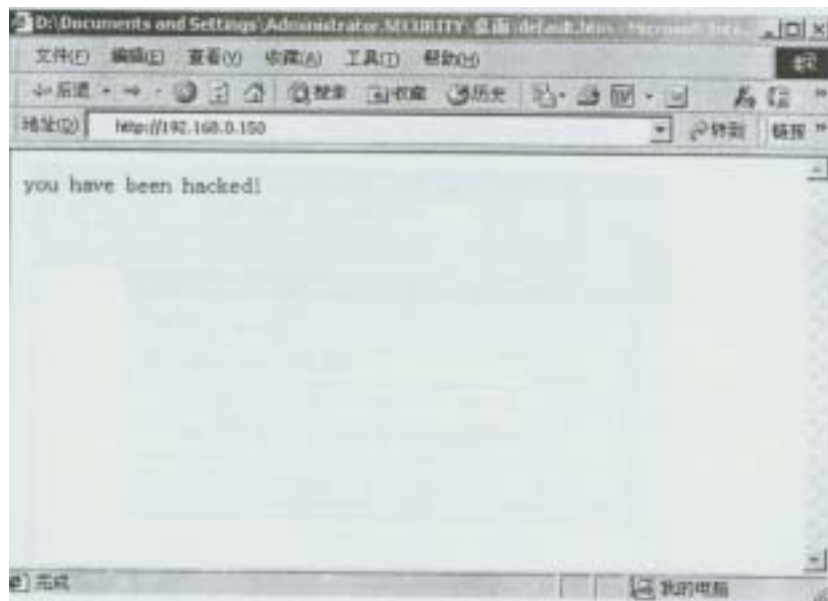 D:\Documents and Settings\Administrator.SECURITY\桌面\default.htm - Microsoft Inte
文件(F) 编辑(E) 查看(V) 收藏(A) 工具(T) 帮助(H)
后退 搜索 收藏 历史
地址(D) http://192.168.0.150 转到 链接 »
you have been hacked!
完成 我的电脑